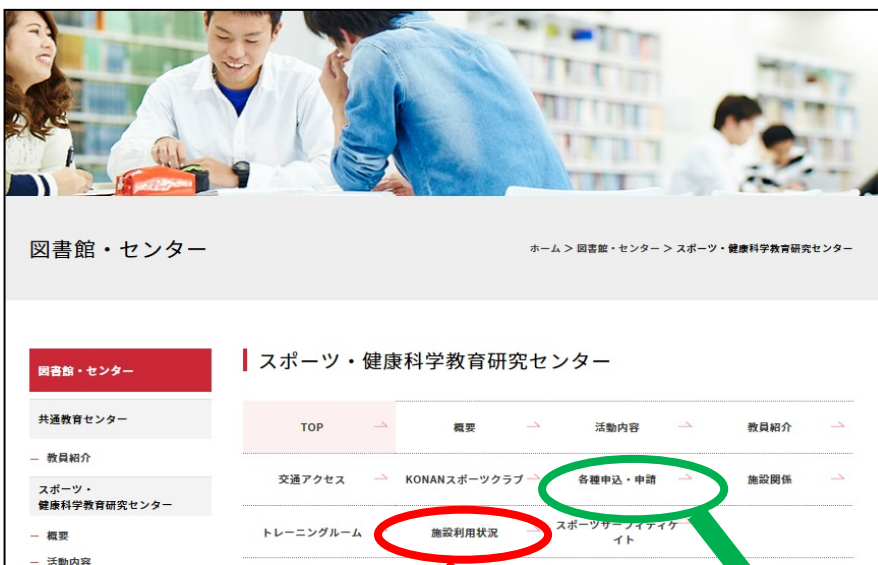 図書館・センター
ホーム > 図書館・センター > スポーツ・健康科学教育研究センター
図書館・センター
共通教育センター
– 教員紹介
スポーツ・
健康科学教育研究センター
– 概要
– 活動内容
スポーツ・健康科学教育研究センター
TOP → 概要 → 活動内容 → 教員紹介 →
交通アクセス → KONANスポーツクラブ → 各種申込・申請 → 施設関係 →
トレーニングルーム → 施設利用状況 → スポーツサーフィティケ
イト